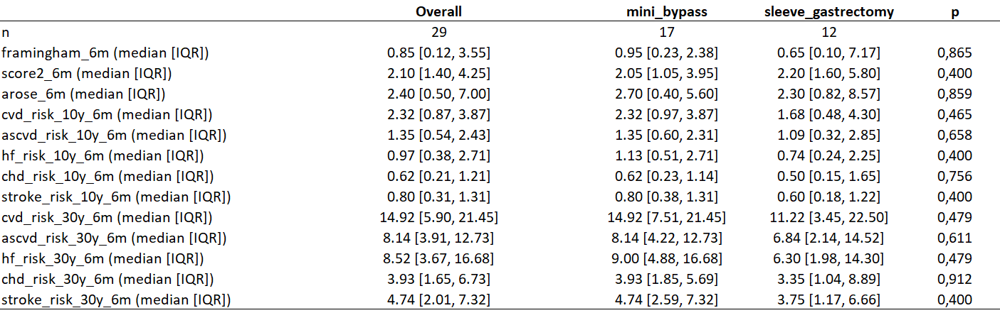 Overall mini_bypass sleeve_gastrectomy p
n 29 17 12
framingham_6m (median [IQR]) 0.85 [0.12, 3.55] 0.95 [0.23, 2.38] 0.65 [0.10, 7.17] 0,865
score2_6m (median [IQR]) 2.10 [1.40, 4.25] 2.05 [1.05, 3.95] 2.20 [1.60, 5.80] 0,400
arose_6m (median [IQR]) 2.40 [0.50, 7.00] 2.70 [0.40, 5.60] 2.30 [0.82, 8.57] 0,859
cvd_risk_10y_6m (median [IQR]) 2.32 [0.87, 3.87] 2.32 [0.97, 3.87] 1.68 [0.48, 4.30] 0,465
ascvd_risk_10y_6m (median [IQR]) 1.35 [0.54, 2.43] 1.35 [0.60, 2.31] 1.09 [0.32, 2.85] 0,658
hf_risk_10y_6m (median [IQR]) 0.97 [0.38, 2.71] 1.13 [0.51, 2.71] 0.74 [0.24, 2.25] 0,400
chd_risk_10y_6m (median [IQR]) 0.62 [0.21, 1.21] 0.62 [0.23, 1.14] 0.50 [0.15, 1.65] 0,756
stroke_risk_10y_6m (median [IQR]) 0.80 [0.31, 1.31] 0.80 [0.38, 1.31] 0.60 [0.18, 1.22] 0,400
cvd_risk_30y_6m (median [IQR]) 14.92 [5.90, 21.45] 14.92 [7.51, 21.45] 11.22 [3.45, 22.50] 0,479
ascvd_risk_30y_6m (median [IQR]) 8.14 [3.91, 12.73] 8.14 [4.22, 12.73] 6.84 [2.14, 14.52] 0,611
hf_risk_30y_6m (median [IQR]) 8.52 [3.67, 16.68] 9.00 [4.88, 16.68] 6.30 [1.98, 14.30] 0,479
chd_risk_30y_6m (median [IQR]) 3.93 [1.65, 6.73] 3.93 [1.85, 5.69] 3.35 [1.04, 8.89] 0,912
stroke_risk_30y_6m (median [IQR]) 4.74 [2.01, 7.32] 4.74 [2.59, 7.32] 3.75 [1.17, 6.66] 0,400